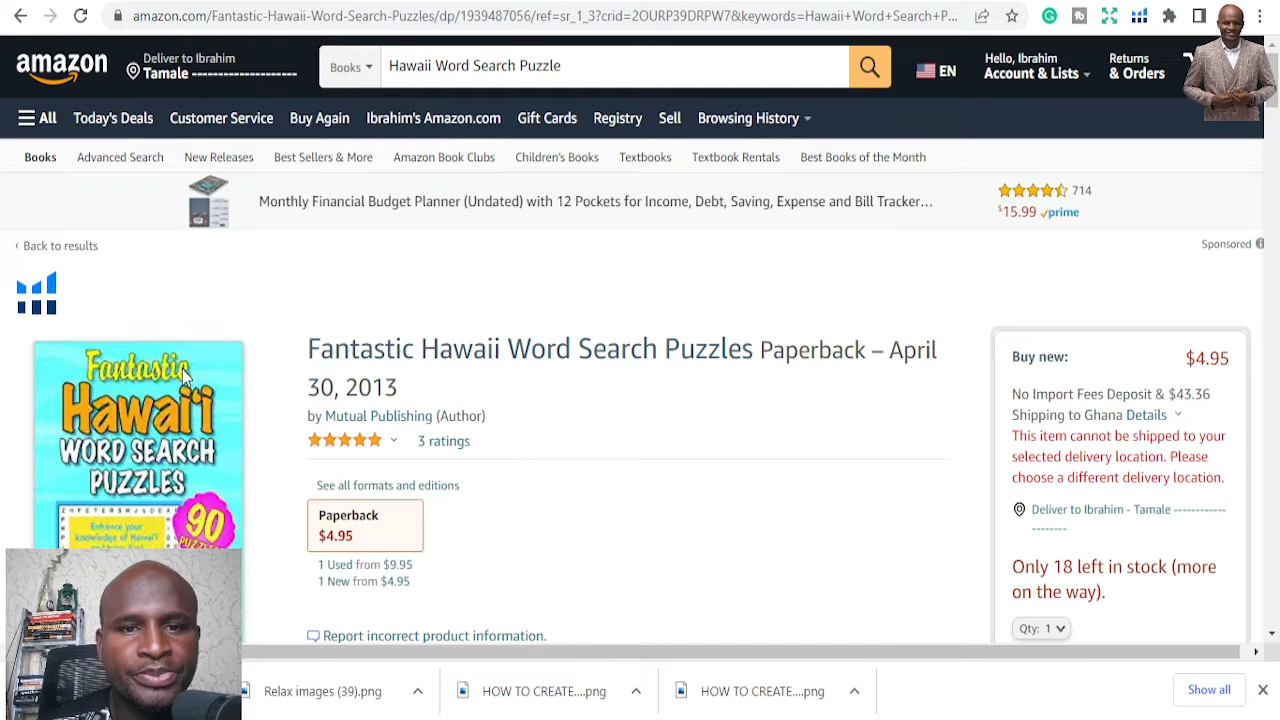 amazon.com/Fantastic-Hawaii-Word-Search-Puzzles/dp/1939487056/ref=sr_1_3?crid=2OURP39DRPW7&keywords=Hawaii+Word+Search+P...
amazon
Deliver to Ibrahim
Tamale --------------------
Books
Hawaii Word Search Puzzle
EN
Hello, Ibrahim
Account & Lists
Returns
& Orders
All
Today's Deals
Customer Service
Buy Again
Ibrahim's Amazon.com
Gift Cards
Registry
Sell
Browsing History
Books
Advanced Search
New Releases
Best Sellers & More
Amazon Book Clubs
Children's Books
Textbooks
Textbook Rentals
Best Books of the Month
Monthly Financial Budget Planner (Undated) with 12 Pockets for Income, Debt, Saving, Expense and Bill Tracker...
714
$15.99 prime
‹ Back to results
Sponsored
Fantastic
Hawai'i
WORD SEARCH
PUZZLES
Enhance your
knowledge of Hawai'i
90
PUZZLES
Fantastic Hawaii Word Search Puzzles Paperback – April
30, 2013
by Mutual Publishing (Author)
3 ratings
See all formats and editions
Paperback
$4.95
1 Used from $9.95
1 New from $4.95
Report incorrect product information.
Buy new:
$4.95
No Import Fees Deposit & $43.36
Shipping to Ghana Details
This item cannot be shipped to your
selected delivery location. Please
choose a different delivery location.
Deliver to Ibrahim - Tamale ----------
-------
Only 18 left in stock (more
on the way).
Qty: 1
Relax images (39).png
HOW TO CREATE....png
HOW TO CREATE....png
Show all